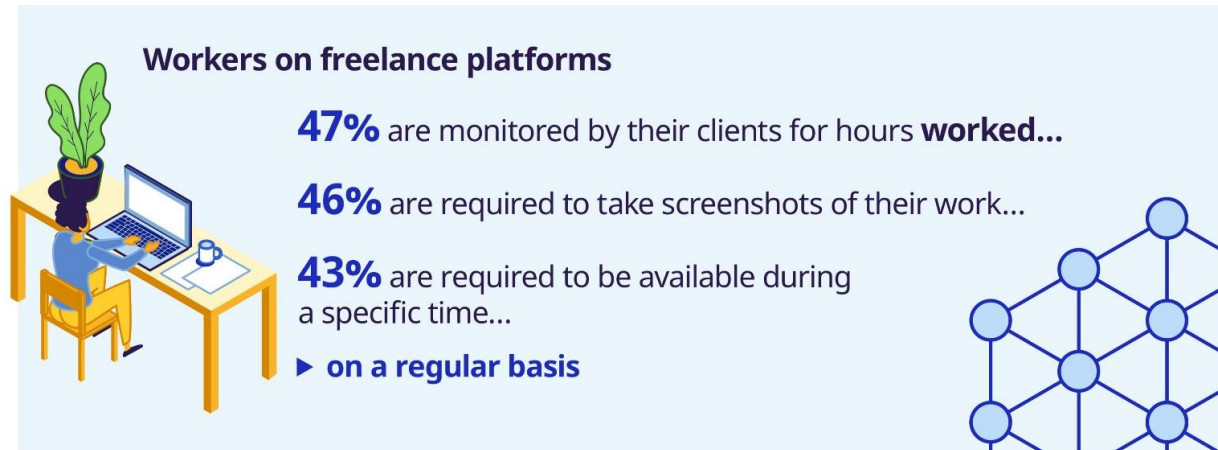 Workers on freelance platforms
47% are monitored by their clients for hours worked...
46% are required to take screenshots of their work...
43% are required to be available during
a specific time...
▶ on a regular basis